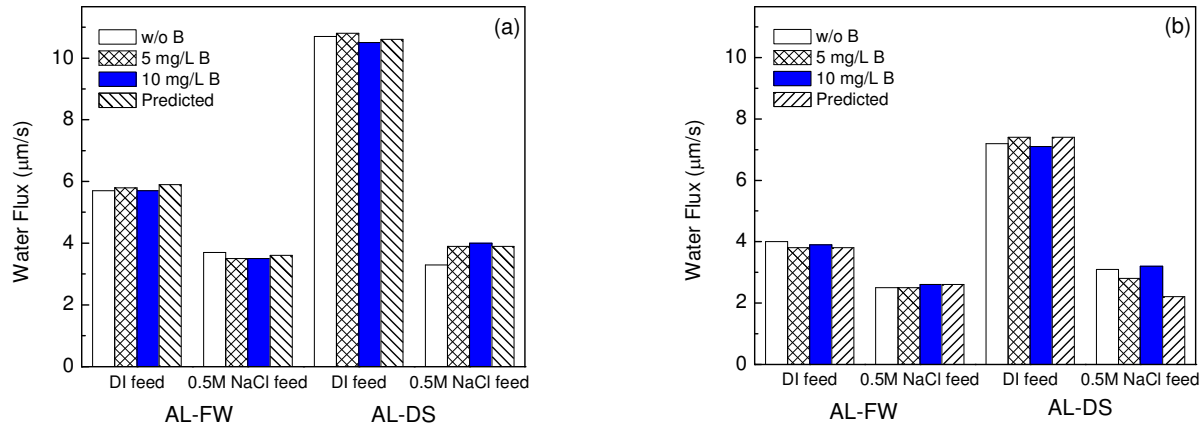 (a)
w/o B
5 mg/L B
10 mg/L B
Predicted
Water Flux (μm/s)
10
8
6
4
2
0
DI feed 0.5M NaCl feed DI feed 0.5M NaCl feed
AL-FW AL-DS
(b)
w/o B
5 mg/L B
10 mg/L B
Predicted
Water Flux (μm/s)
10
8
6
4
2
0
DI feed 0.5M NaCl feed DI feed 0.5M NaCl feed
AL-FW AL-DS